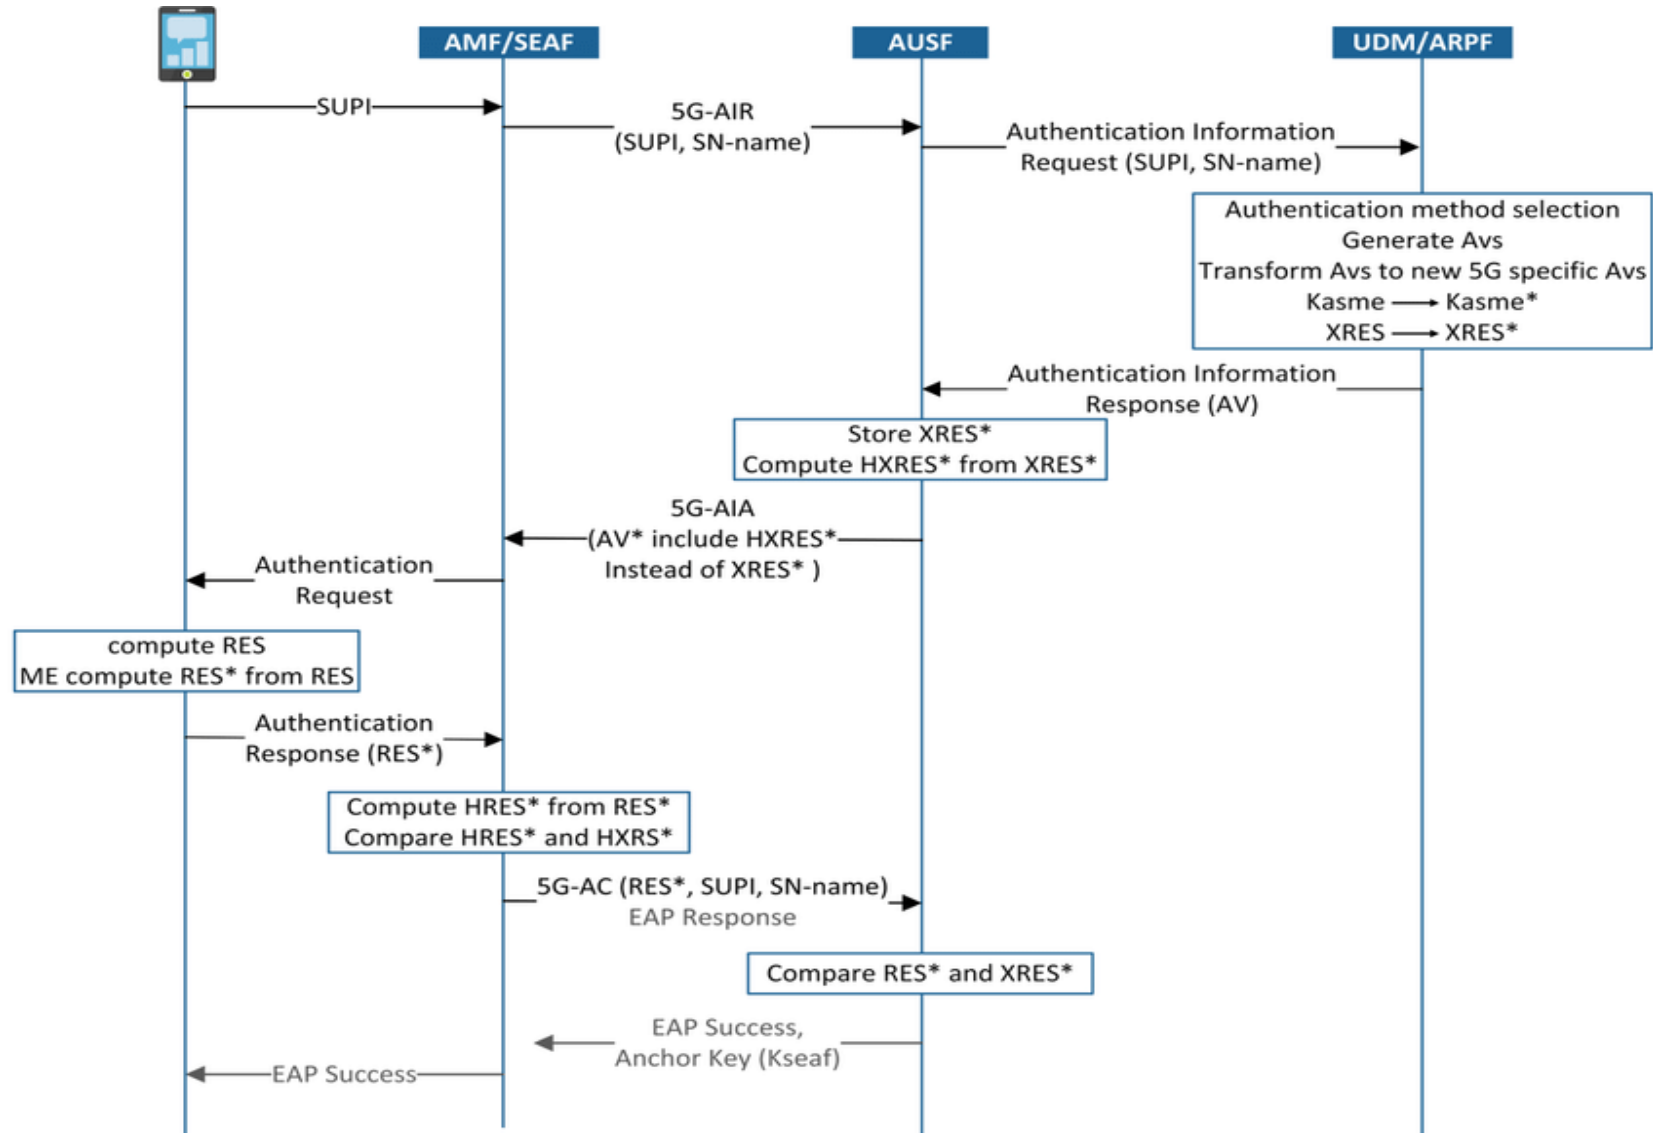 AMF/SEAF
AUSF
UDM/ARPF
SUPI
5G-AIR
(SUPI, SN-name)
Authentication Information
Request (SUPI, SN-name)
Authentication method selection
Generate Avs
Transform Avs to new 5G specific Avs
Kasme Kasme*
XRES XRES*
Authentication Information
Response (AV)
Store XRES*
Compute HXRES* from XRES*
5G-AIA
(AV* include HXRES*
Instead of XRES* )
Authentication
Request
compute RES
ME compute RES* from RES
Authentication
Response (RES*)
Compute HRES* from RES*
Compare HRES* and HXRS*
5G-AC (RES*, SUPI, SN-name)
EAP Response
Compare RES* and XRES*
EAP Success,
Anchor Key (Kseaf)
EAP Success